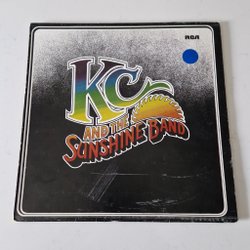 RCA
KC
AND THE
SUNSHINE BAND